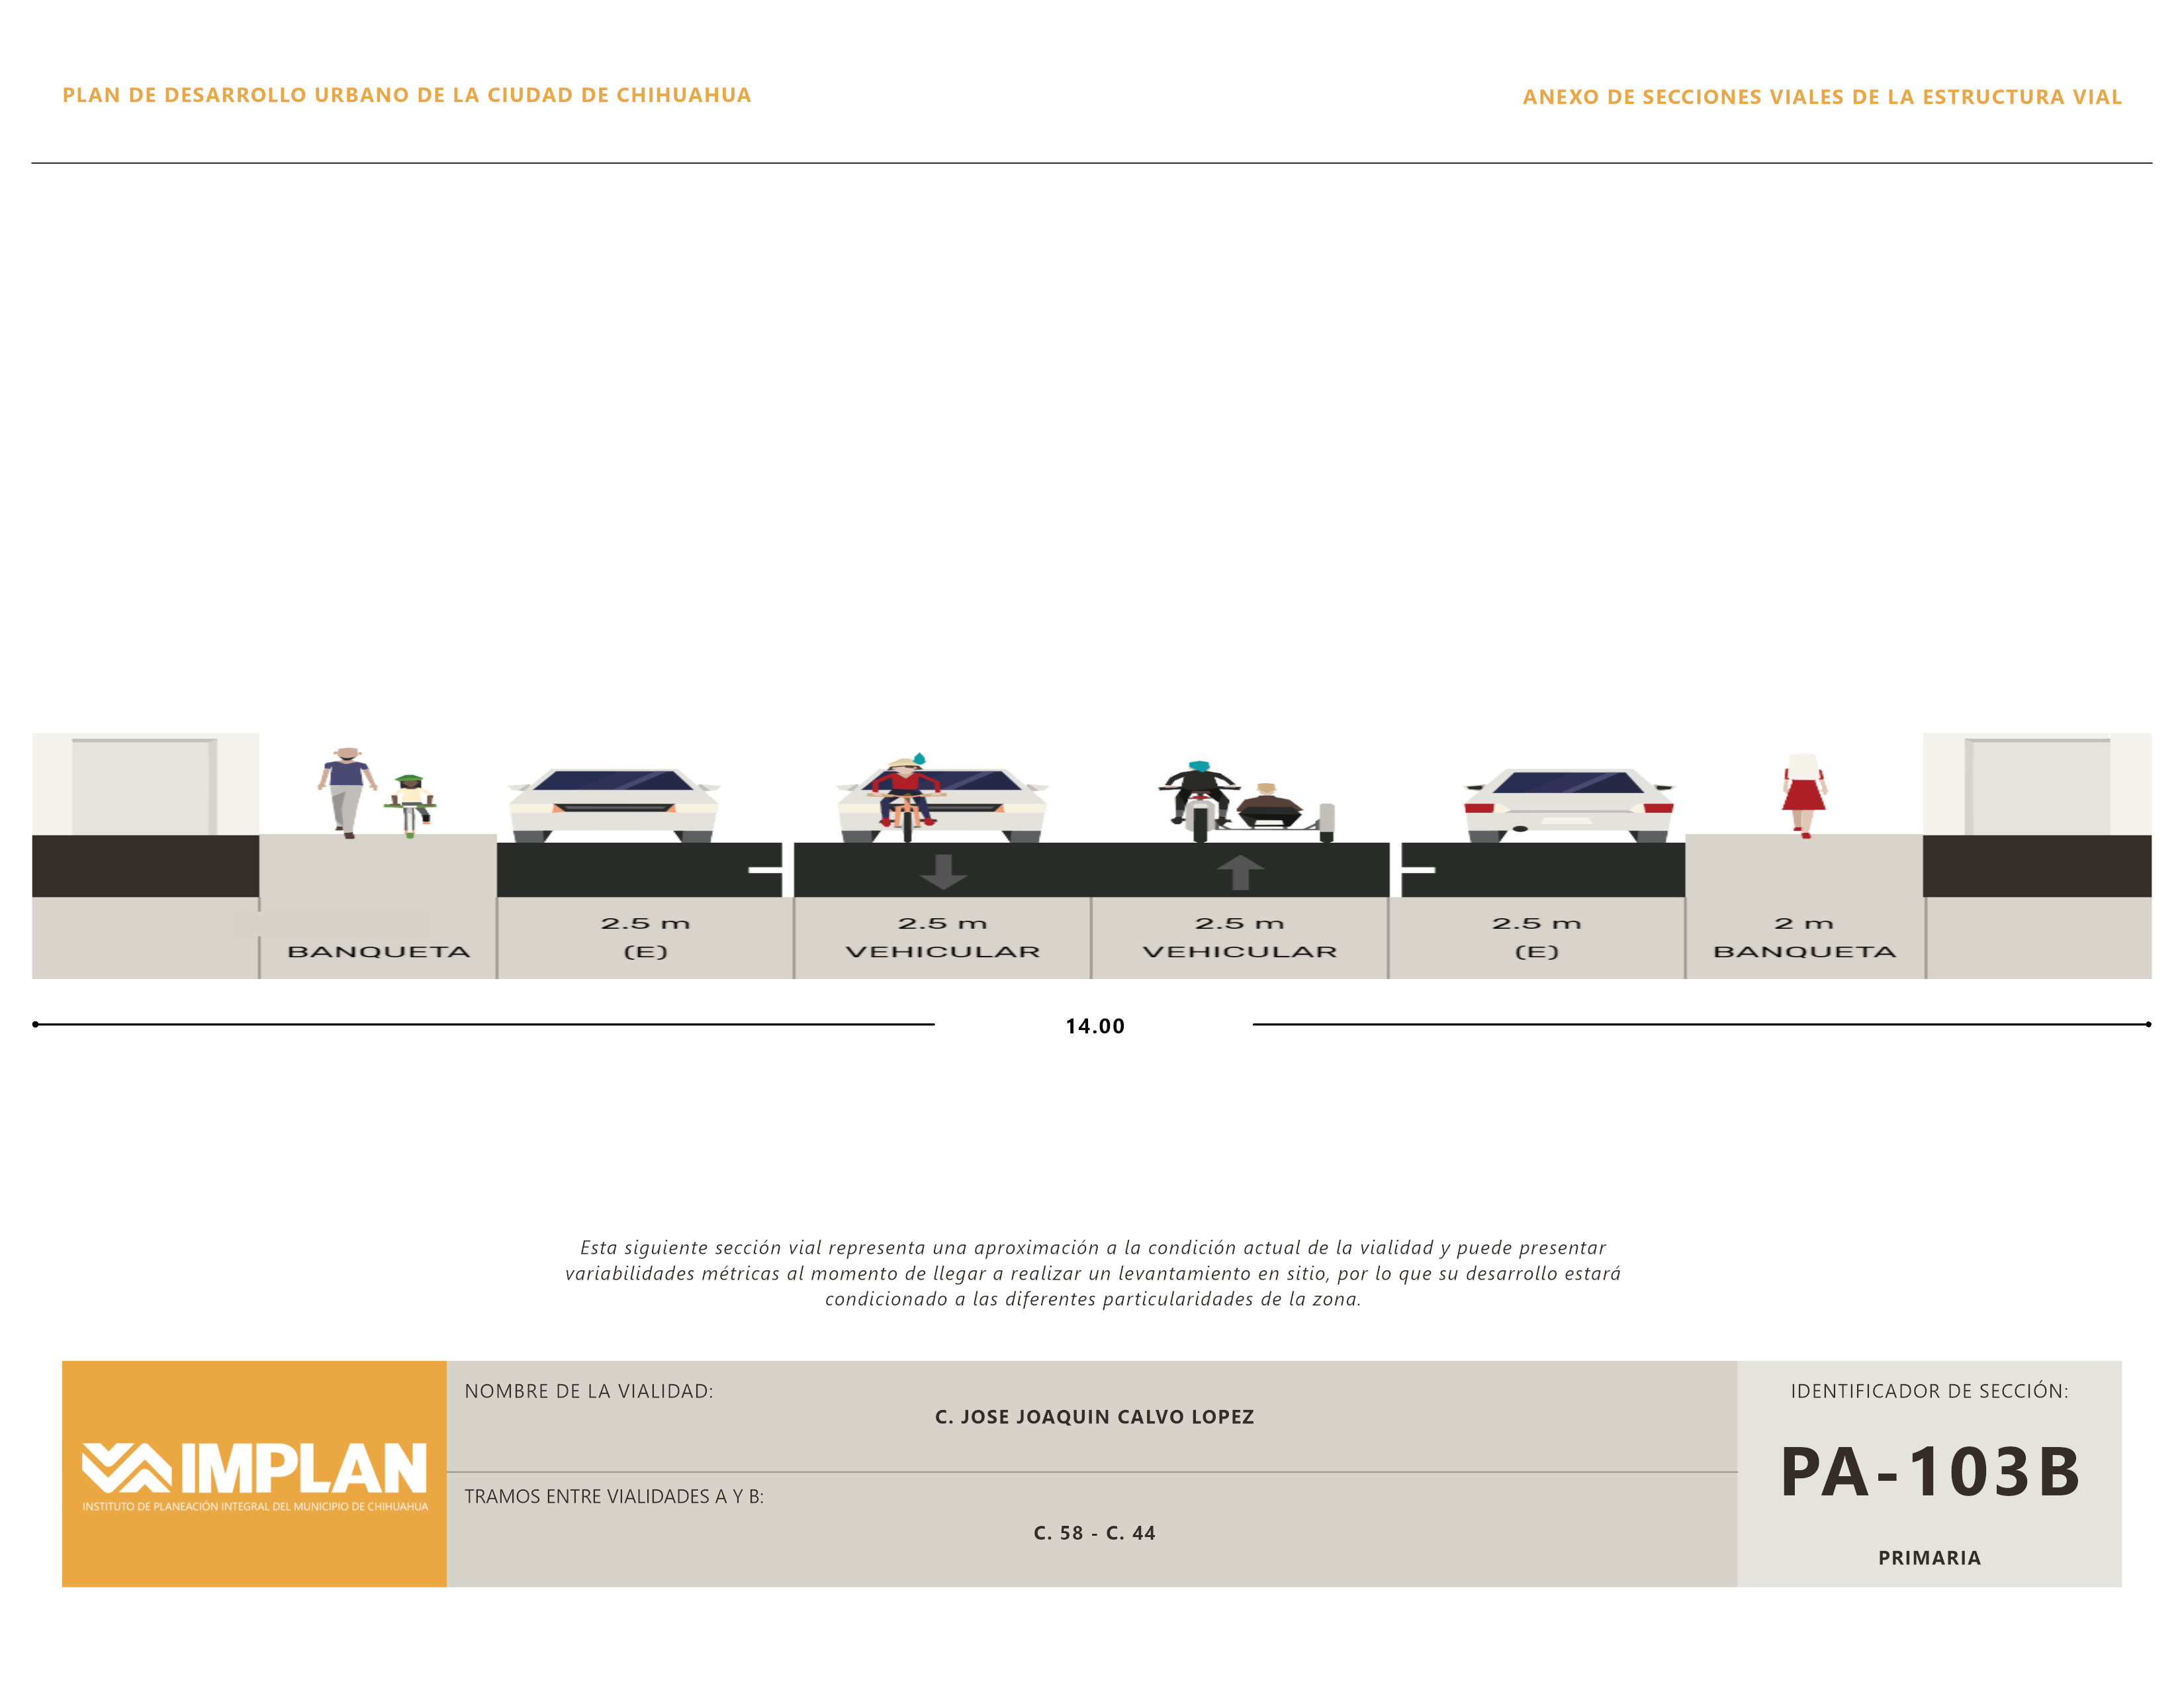 PLAN DE DESARROLLO URBANO DE LA CIUDAD DE CHIHUAHUA
ANEXO DE SECCIONES VIALES DE LA ESTRUCTURA VIAL
BANQUETA
2.5 m
(E)
2.5 m
VEHICULAR
2.5 m
VEHICULAR
2.5 m
(E)
2 m
BANQUETA
14.00
Esta siguiente sección vial representa una aproximación a la condición actual de la vialidad y puede presentar
variabilidades métricas al momento de llegar a realizar un levantamiento en sitio, por lo que su desarrollo estará
condicionado a las diferentes particularidades de la zona.
IMPLAN
INSTITUTO DE PLANEACIÓN INTEGRAL DEL MUNICIPIO DE CHIHUAHUA
NOMBRE DE LA VIALIDAD:
C. JOSE JOAQUIN CALVO LOPEZ
TRAMOS ENTRE VIALIDADES A Y B:
C. 58 - C. 44
IDENTIFICADOR DE SECCIÓN:
PA-103B
PRIMARIA